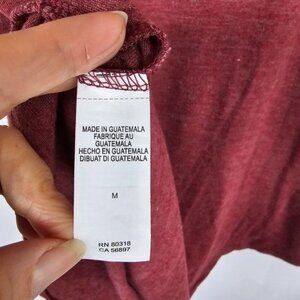 MADE IN GUATEMALA
FABRIQUE AU
GUATEMALA
HECHO EN GUATEMALA
DIBUAT DI GUATEMALA
M
RN 80318
CA 56897